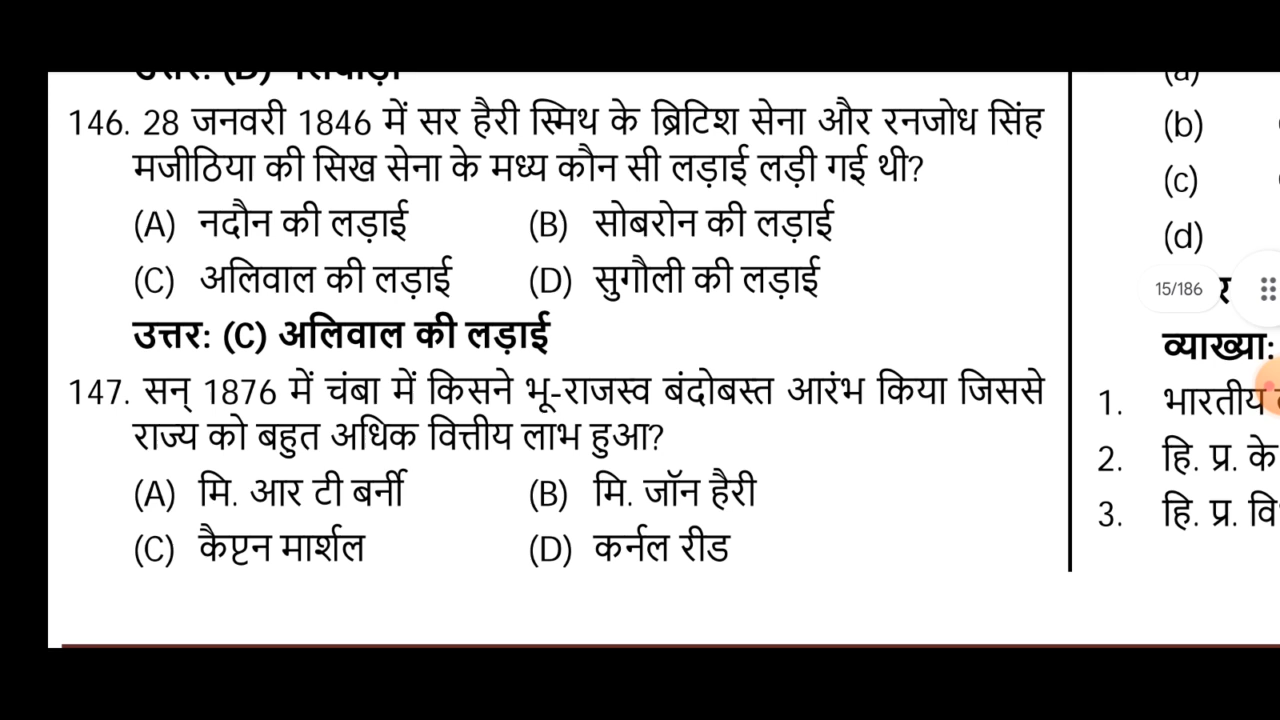 146. 28 जनवरी 1846 में सर हैरी स्मिथ के ब्रिटिश सेना और रनजोध सिंह
मजीठिया की सिख सेना के मध्य कौन सी लड़ाई लड़ी गई थी?
(A) नदौन की लड़ाई (B) सोबरोन की लड़ाई
(C) अलिवाल की लड़ाई (D) सुगौली की लड़ाई
उत्तर: (C) अलिवाल की लड़ाई
147. सन् 1876 में चंबा में किसने भू-राजस्व बंदोबस्त आरंभ किया जिससे
राज्य को बहुत अधिक वित्तीय लाभ हुआ?
(A) मि. आर टी बर्नी (B) मि. जॉन हैरी
(C) कैप्टन मार्शल (D) कर्नल रीड
(a)
(b)
(c)
(d)
15/186
व्याख्या:
1. भारतीय
2. हि. प्र. के
3. हि. प्र.